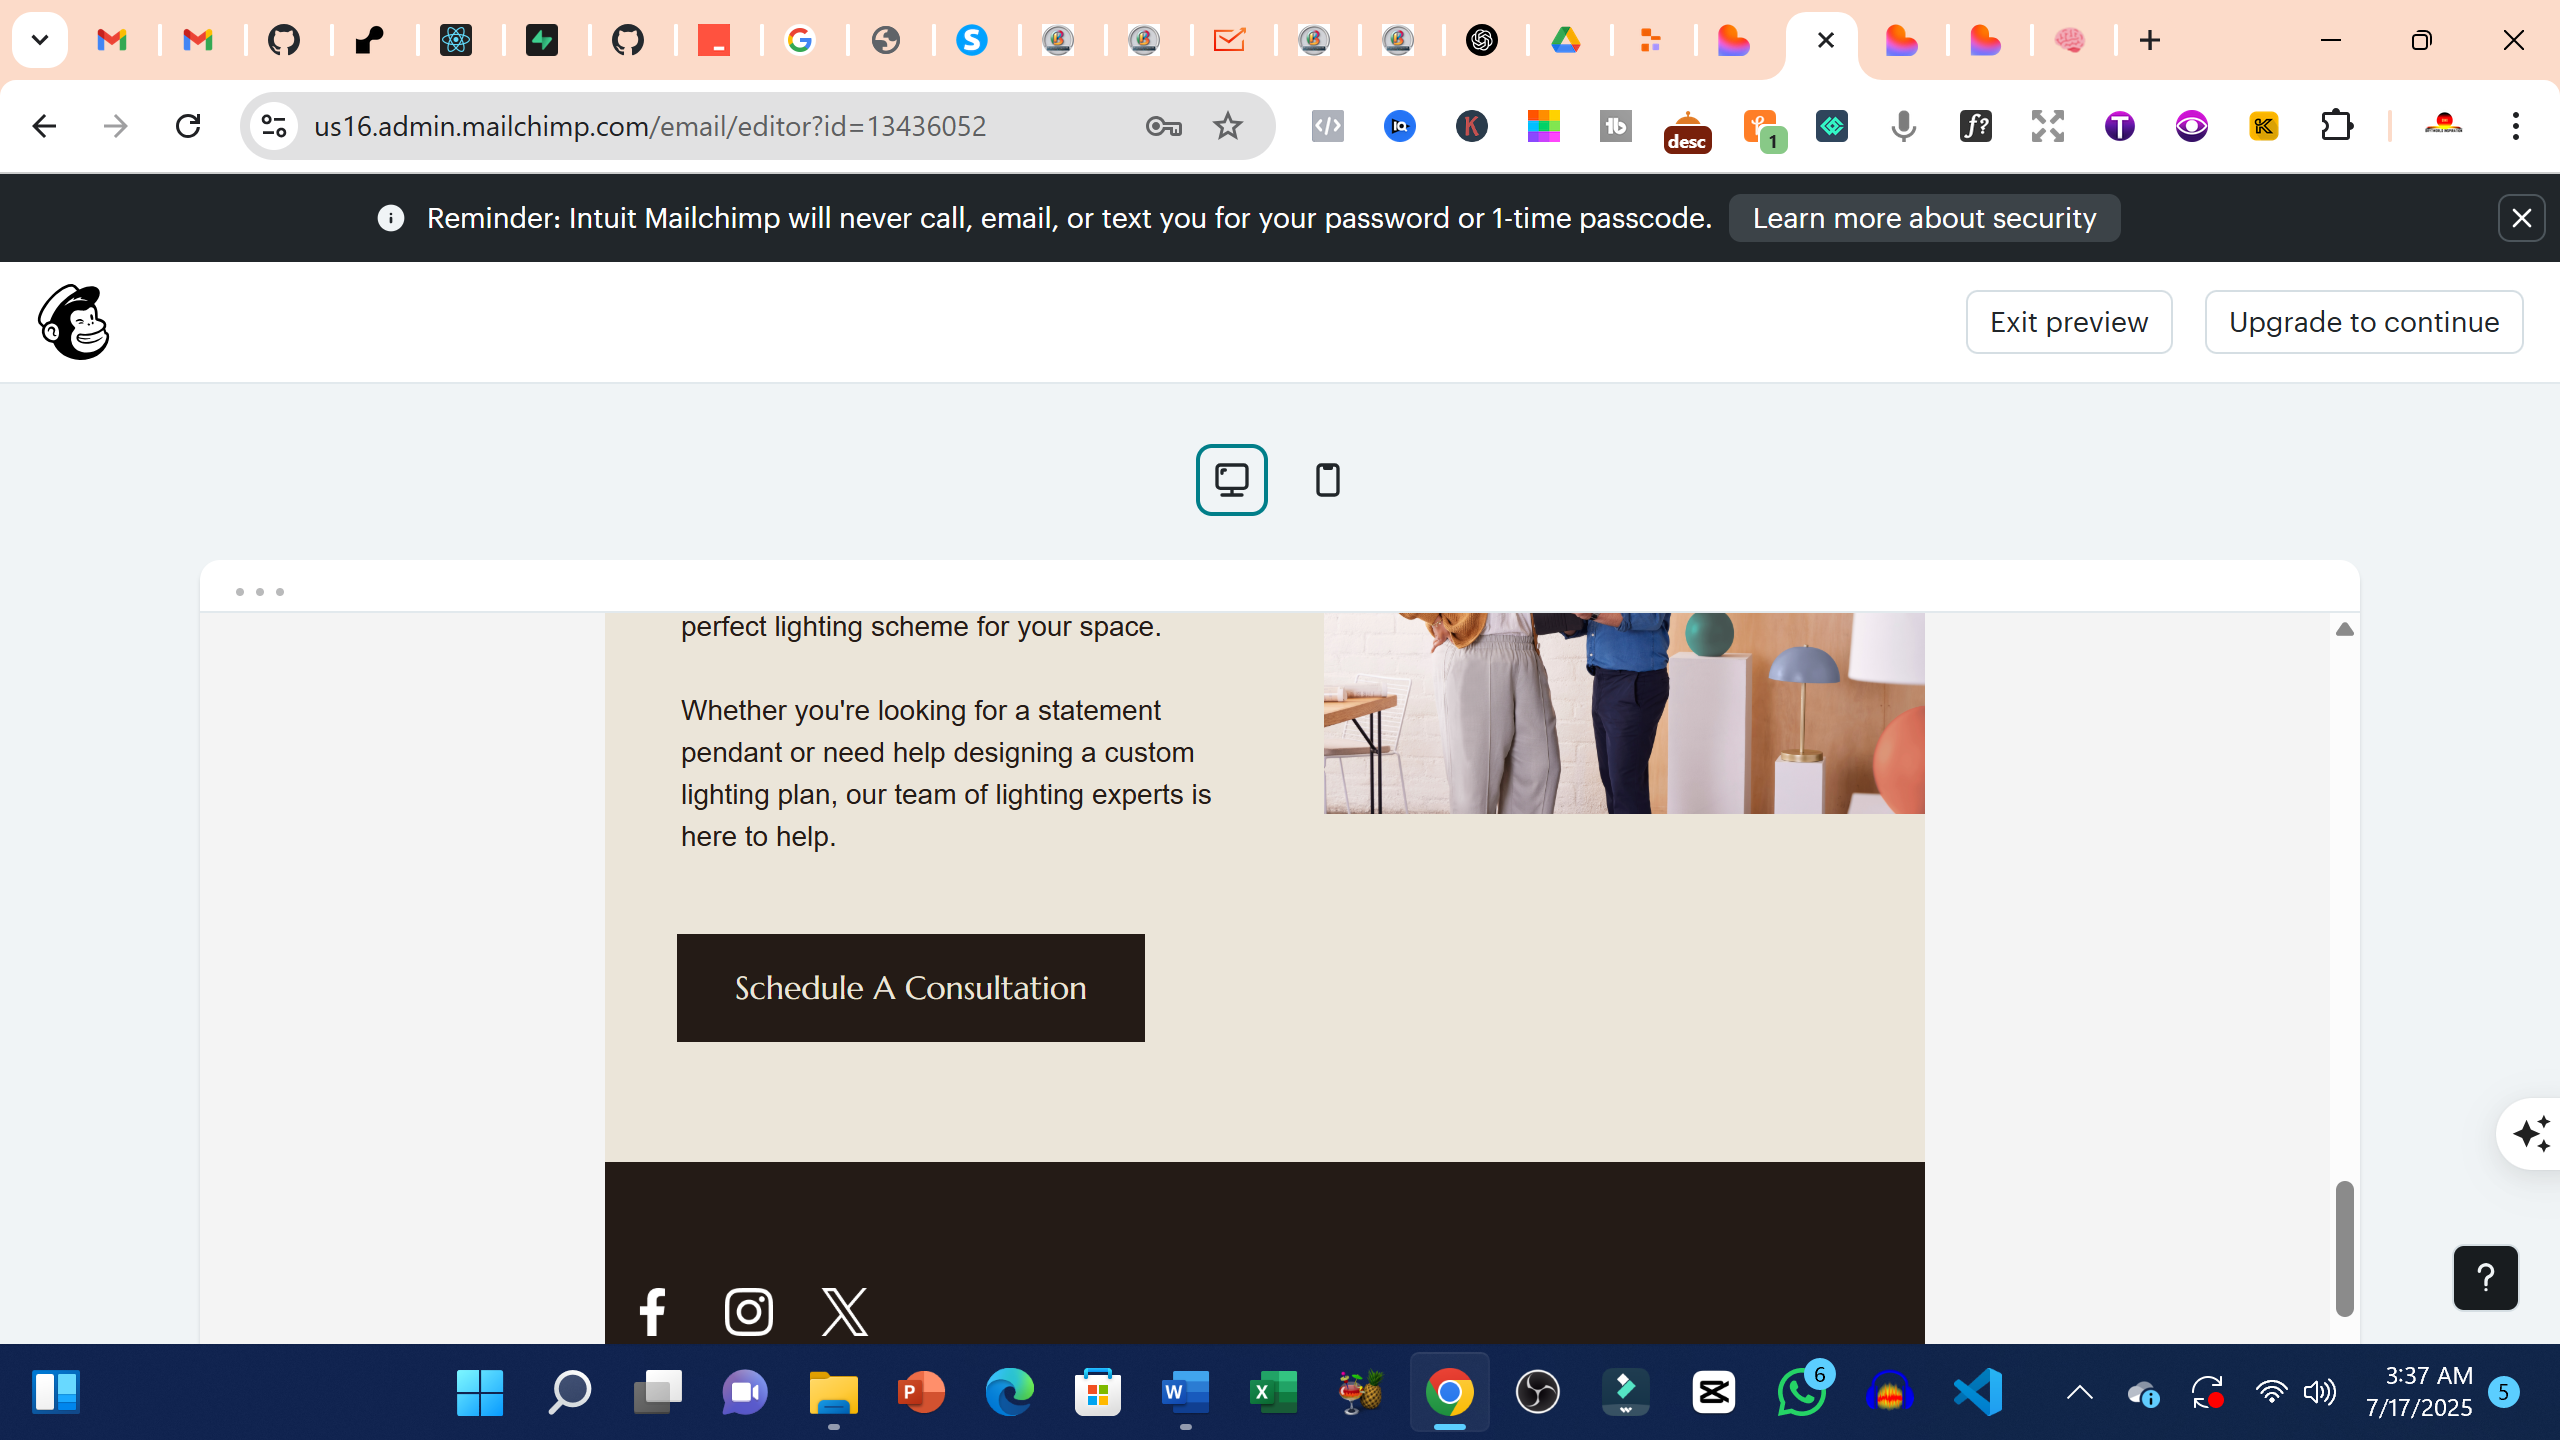 us16.admin.mailchimp.com/email/editor?id=13436052
desc
1
Reminder: Intuit Mailchimp will never call, email, or text you for your password or 1-time passcode. Learn more about security
Exit preview
Upgrade to continue
perfect lighting scheme for your space.
Whether you're looking for a statement
pendant or need help designing a custom
lighting plan, our team of lighting experts is
here to help.
Schedule A Consultation
?
6
3:37 AM
7/17/2025
5